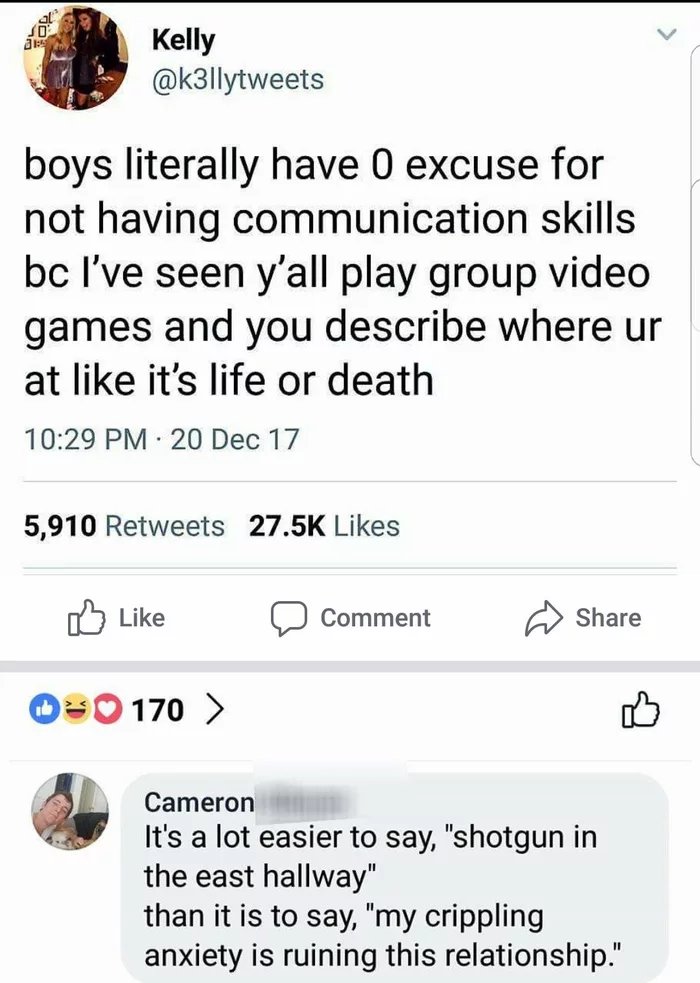 Kelly
@k3llytweets
boys literally have 0 excuse for
not having communication skills
bc I've seen y'all play group video
games and you describe where ur
at like it's life or death
10:29 PM · 20 Dec 17
5,910 Retweets 27.5K Likes
Like Comment Share
170
Cameron
It's a lot easier to say, "shotgun in
the east hallway"
than it is to say, "my crippling
anxiety is ruining this relationship."